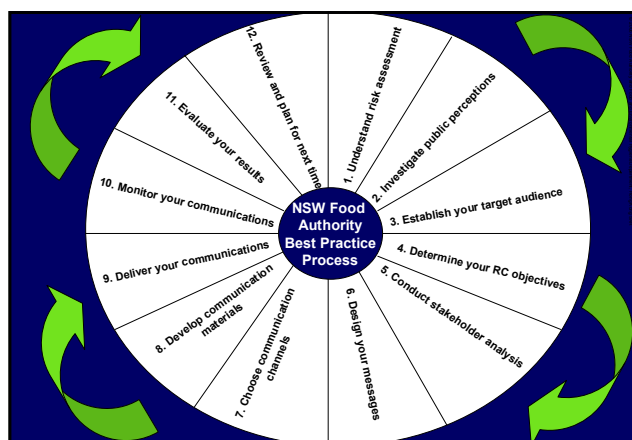 NSW Food
Authority
Best Practice
Process
1. Understand risk assessment
2. Investigate public perceptions
3. Establish your target audience
4. Determine your RC objectives
5. Conduct stakeholder analysis
6. Design your messages
7. Choose communication
channels
8. Develop communication
materials
9. Deliver your communications
10. Monitor your communications
11. Evaluate your results
12. Review and plan for next time